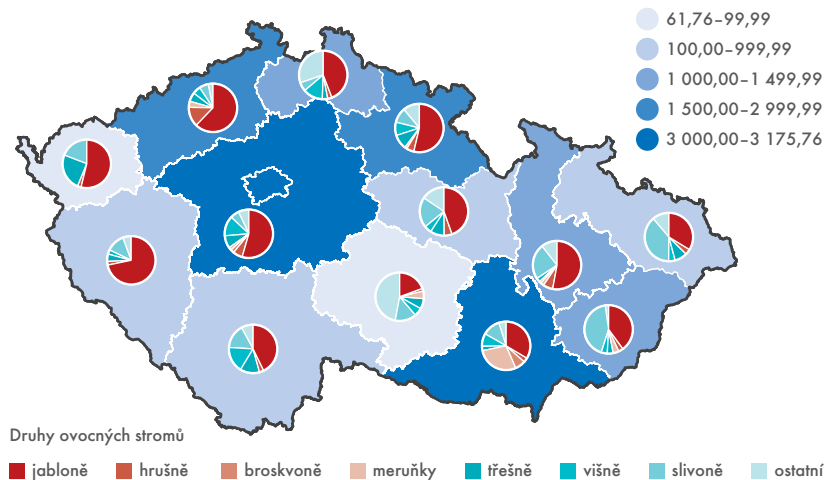 61,76–99,99
100,00–999,99
1 000,00–1 499,99
1 500,00–2 999,99
3 000,00–3 175,76
Druhy ovocných stromů
jabloně hrušně broskvoně meruňky třešně višně slivoně ostatní